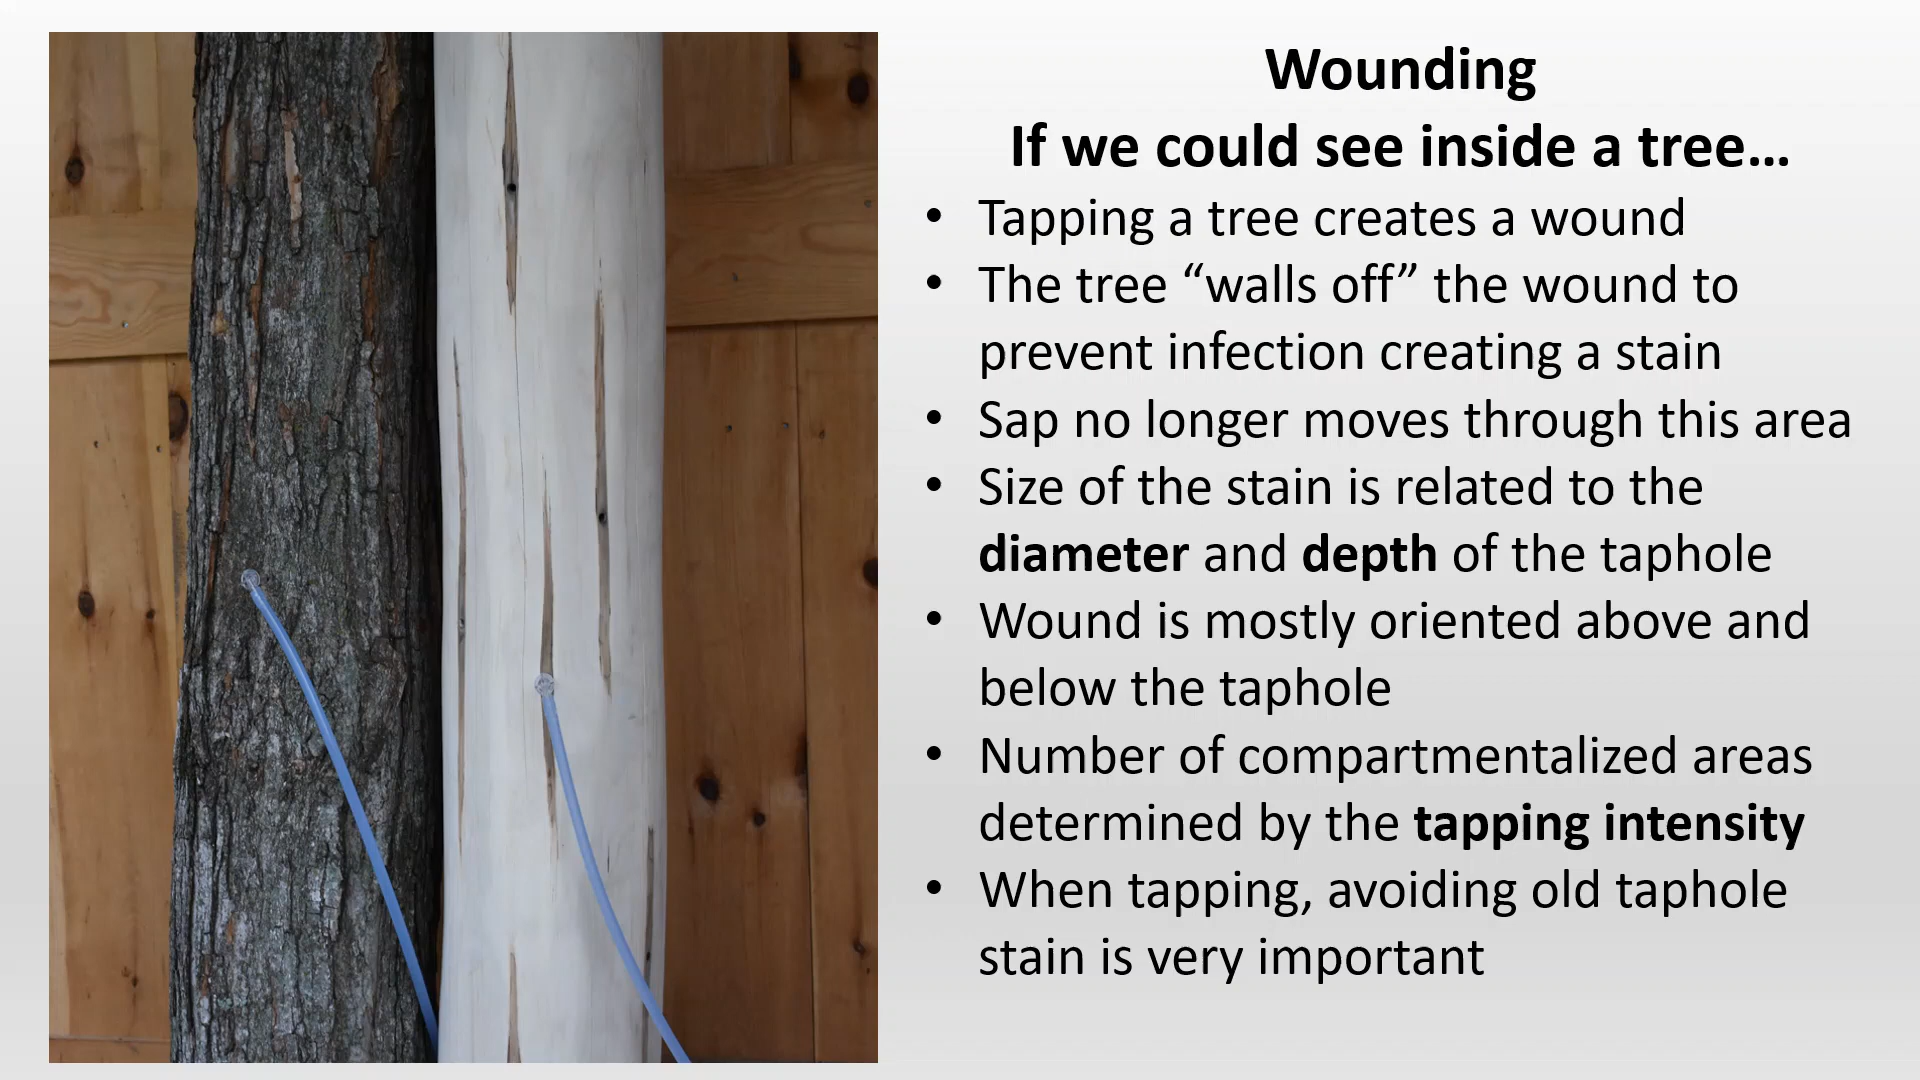 Wounding
If we could see inside a tree…
• Tapping a tree creates a wound
• The tree “walls off” the wound to
prevent infection creating a stain
• Sap no longer moves through this area
• Size of the stain is related to the
diameter and depth of the taphole
• Wound is mostly oriented above and
below the taphole
• Number of compartmentalized areas
determined by the tapping intensity
• When tapping, avoiding old taphole
stain is very important